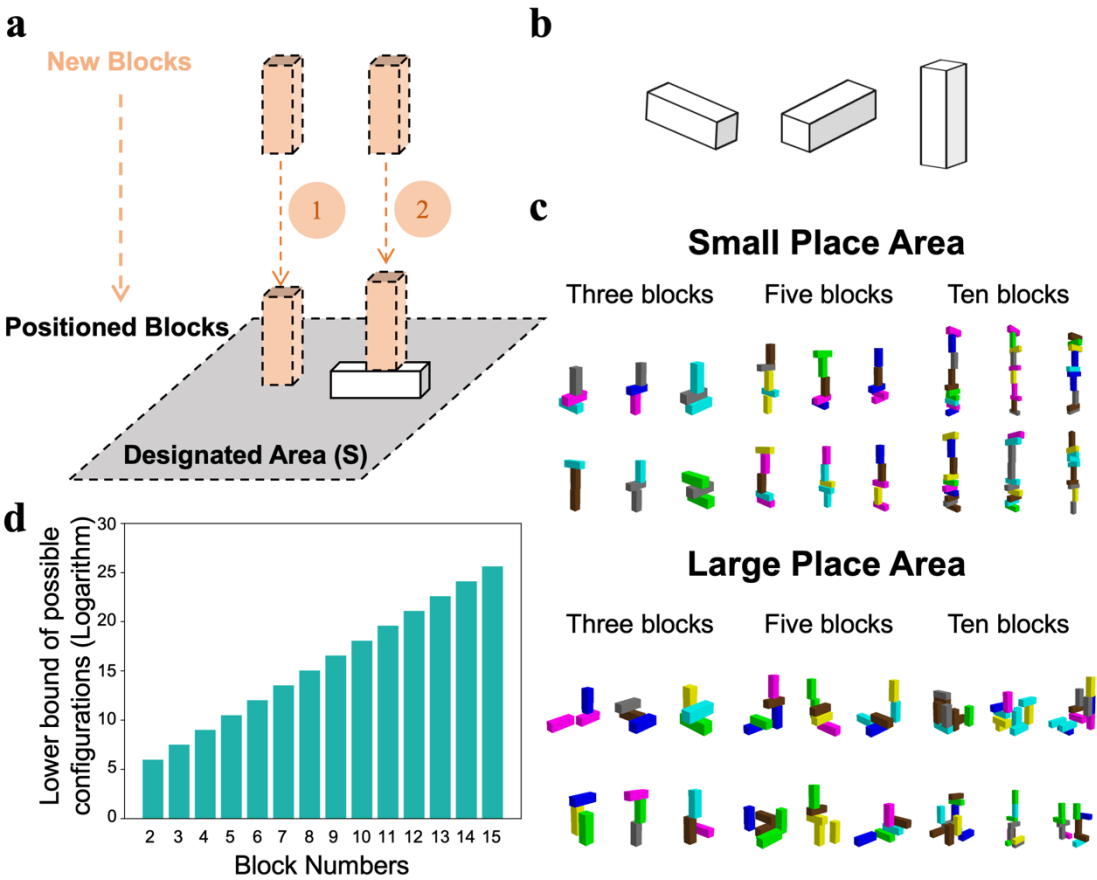 a
New Blocks
1
2
Positioned Blocks
Designated Area (S)
b
c
Small Place Area
Three blocks
Five blocks
Ten blocks
Large Place Area
Three blocks
Five blocks
Ten blocks
d
Lower bound of possible
configurations (Logarithm)
30
25
20
15
10
5
0
2 3 4 5 6 7 8 9 10 11 12 13 14 15
Block Numbers